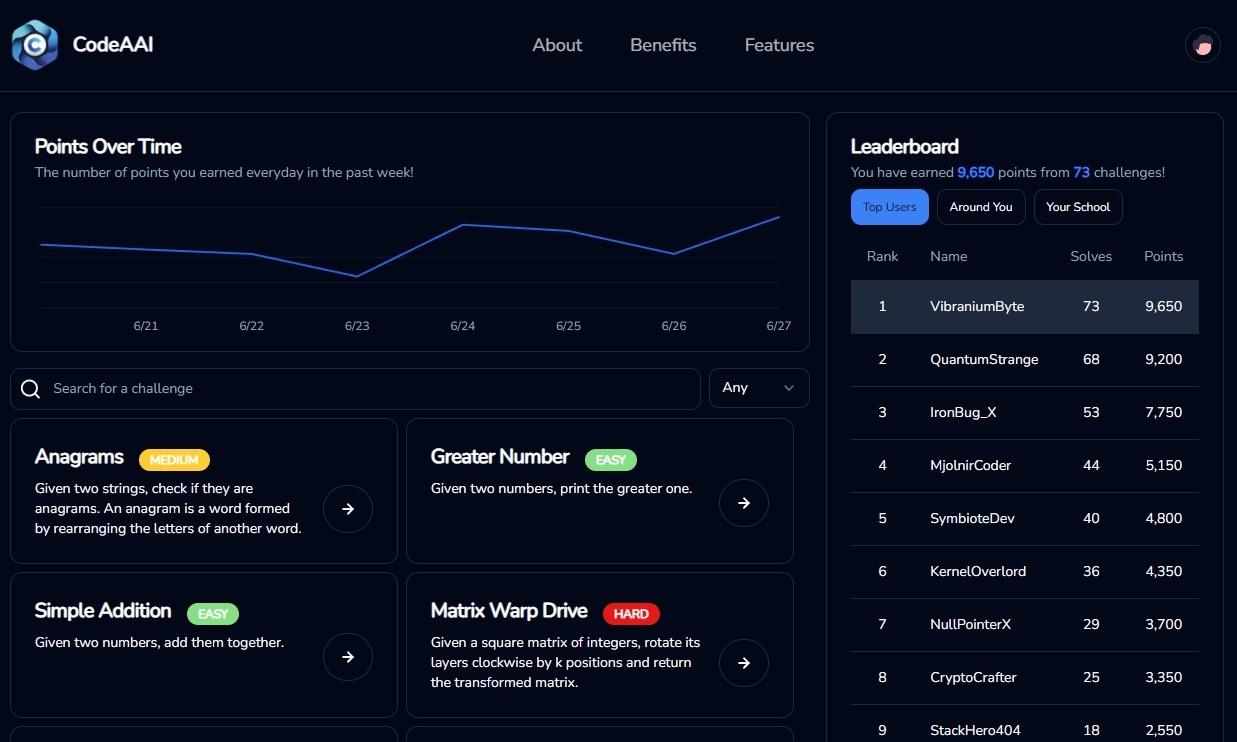 CodeAAI
About Benefits Features
Points Over Time
The number of points you earned everyday in the past week!
6/21 6/22 6/23 6/24 6/25 6/26 6/27
Search for a challenge
Any
Anagrams MEDIUM
Given two strings, check if they are
anagrams. An anagram is a word formed
by rearranging the letters of another word.
Greater Number EASY
Given two numbers, print the greater one.
Simple Addition EASY
Given two numbers, add them together.
Matrix Warp Drive HARD
Given a square matrix of integers, rotate its
layers clockwise by k positions and return
the transformed matrix.
Leaderboard
You have earned 9,650 points from 73 challenges!
Top Users Around You Your School
Rank Name Solves Points
1 VibraniumByte 73 9,650
2 QuantumStrange 68 9,200
3 IronBug_X 53 7,750
4 MjolnirCoder 44 5,150
5 SymbioteDev 40 4,800
6 KernelOverlord 36 4,350
7 NullPointerX 29 3,700
8 CryptoCrafter 25 3,350
9 StackHero404 18 2,550